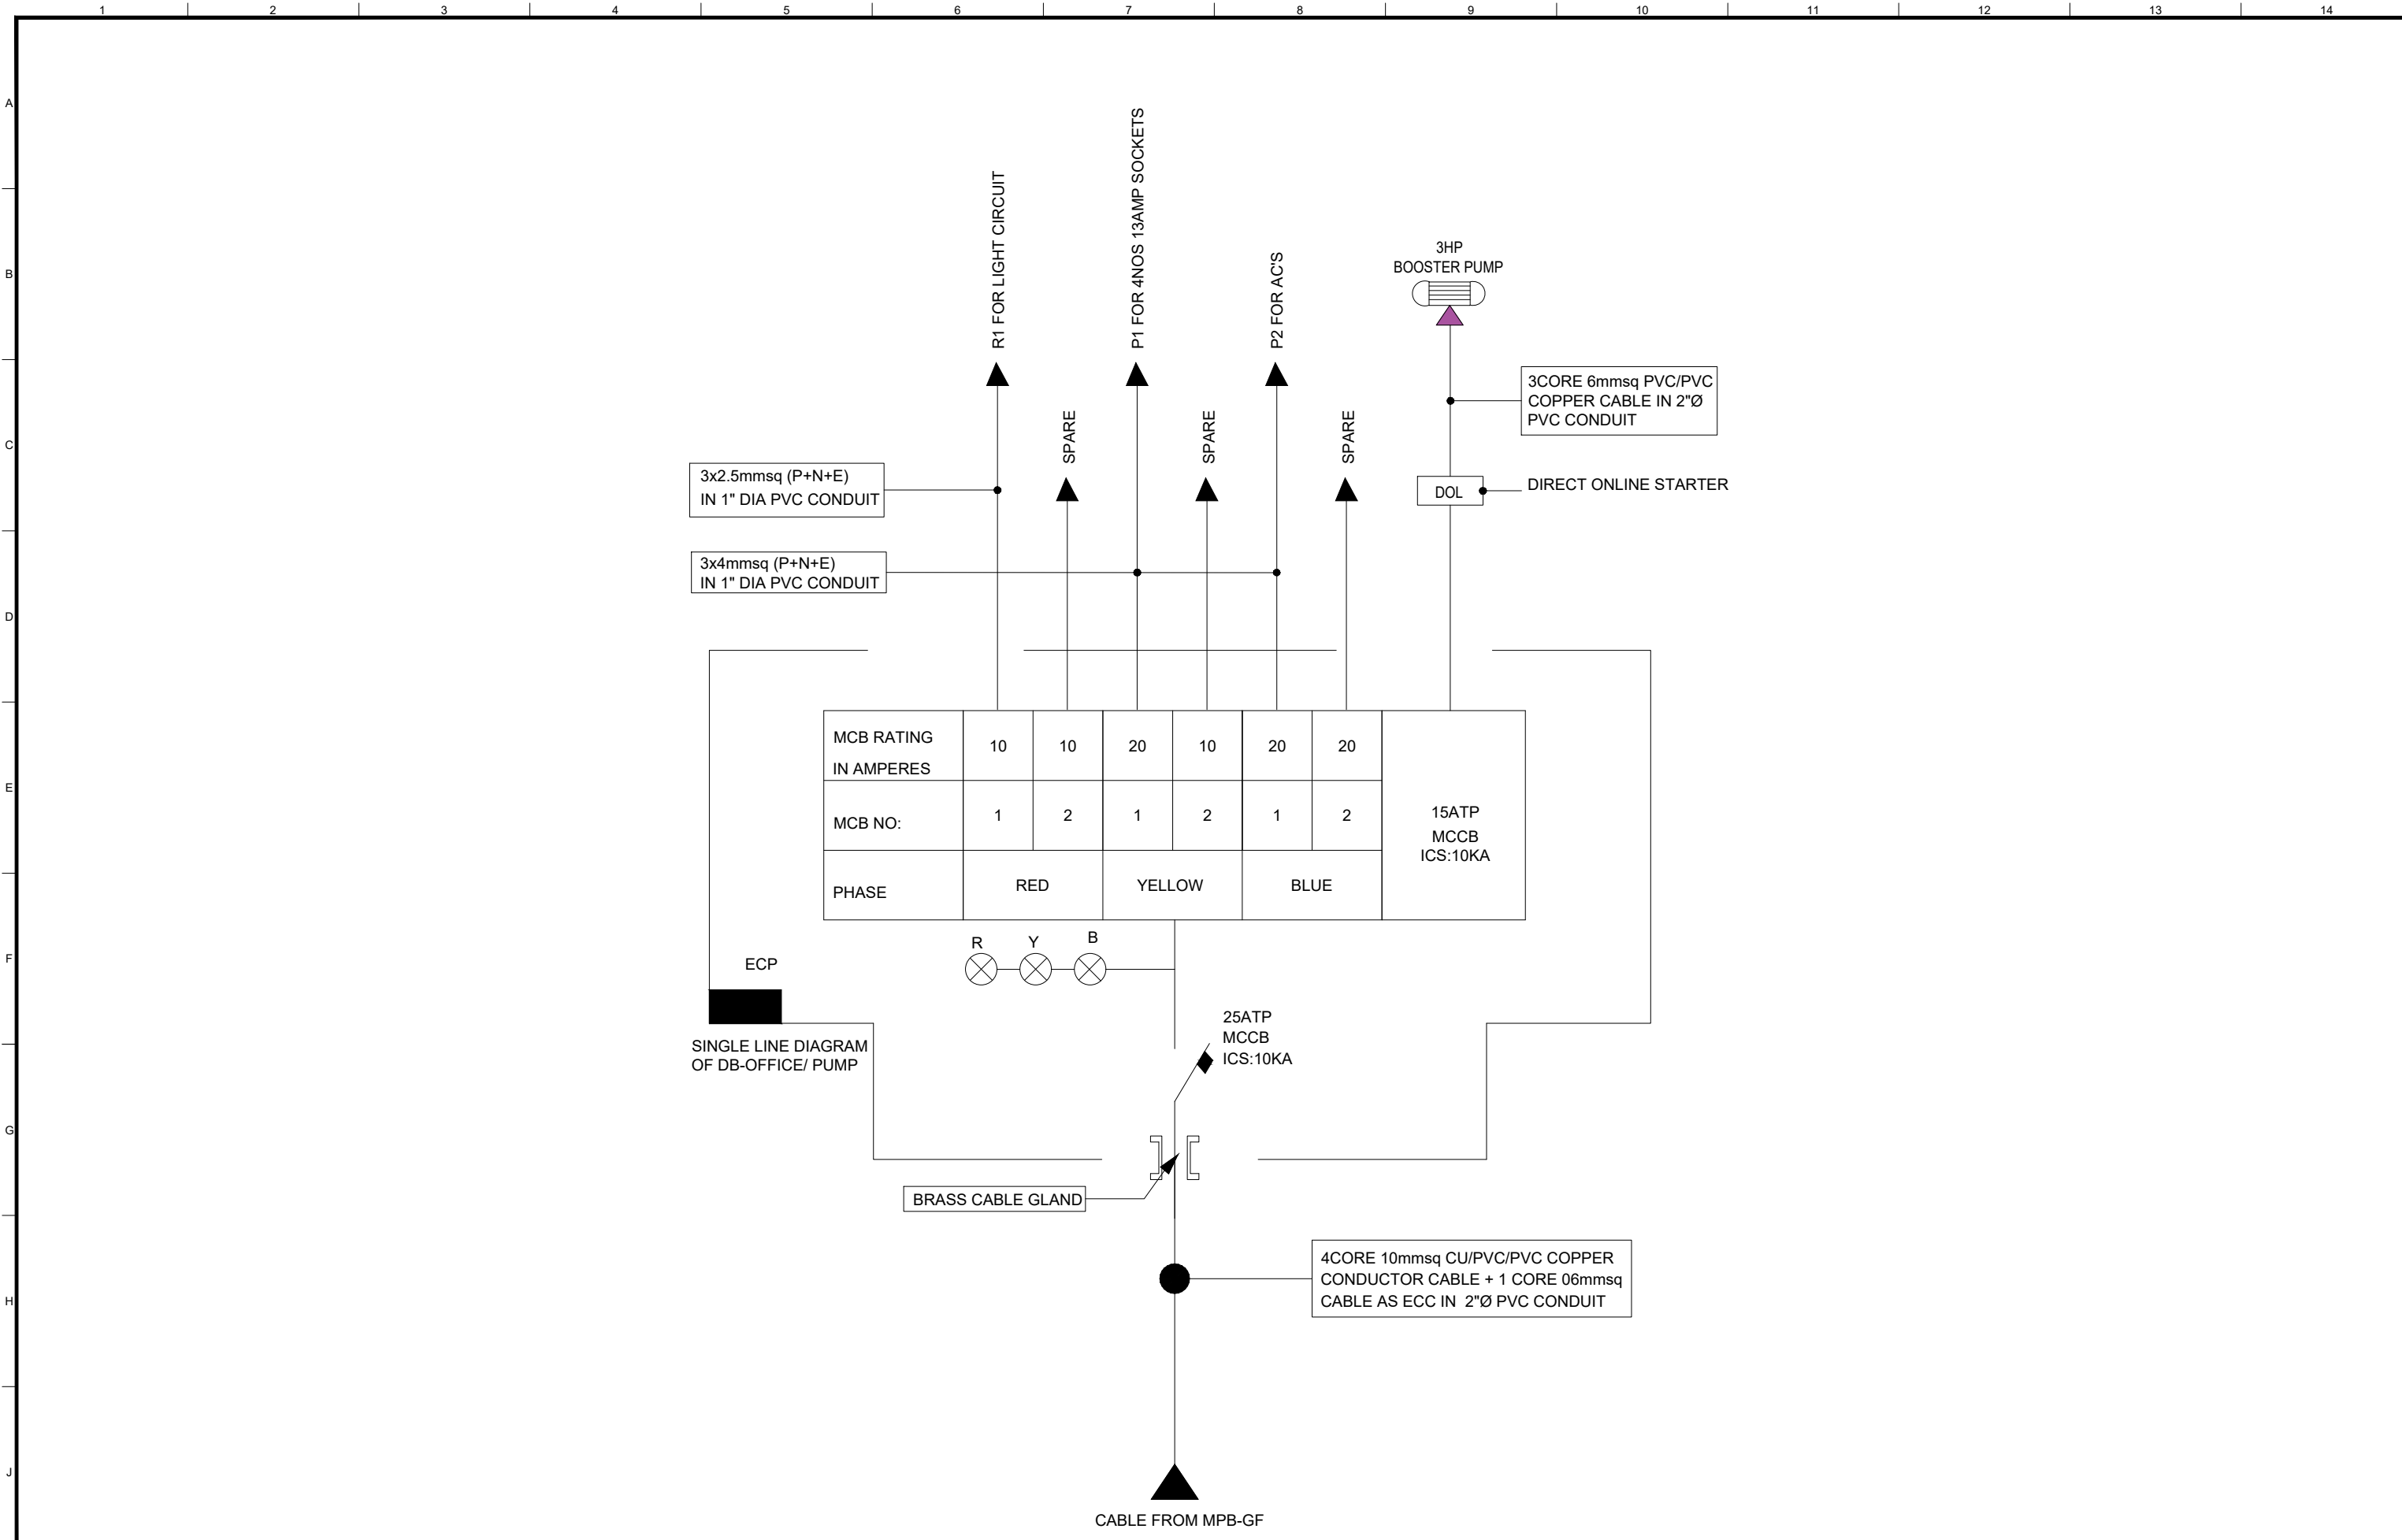 1 2 3 4 5 6 7 8 9 10 11 12 13 14
A
B
C
D
E
F
G
H
J
R1 FOR LIGHT CIRCUIT
SPARE
P1 FOR 4NOS 13AMP SOCKETS
SPARE
P2 FOR AC'S
SPARE
3HP
BOOSTER PUMP
3CORE 6mmsq PVC/PVC
COPPER CABLE IN 2"Ø
PVC CONDUIT
DOL
DIRECT ONLINE STARTER
3x2.5mmsq (P+N+E)
IN 1" DIA PVC CONDUIT
3x4mmsq (P+N+E)
IN 1" DIA PVC CONDUIT
MCB RATING
IN AMPERES
10 10 20 10 20 20
MCB NO:
1 2 1 2 1 2
PHASE
RED YELLOW BLUE
15ATP
MCCB
ICS:10KA
R Y B
ECP
SINGLE LINE DIAGRAM
OF DB-OFFICE/ PUMP
25ATP
MCCB
ICS:10KA
BRASS CABLE GLAND
4CORE 10mmsq CU/PVC/PVC COPPER
CONDUCTOR CABLE + 1 CORE 06mmsq
CABLE AS ECC IN 2"Ø PVC CONDUIT
CABLE FROM MPB-GF